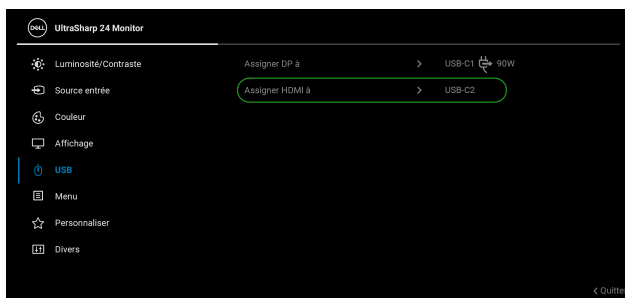 DELL UltraSharp 24 Monitor
Luminosité/Contraste
Source entrée
Couleur
Affichage
USB
Menu
Personnaliser
Divers
Assigner DP à > USB-C1 90W
Assigner HDMI à > USB-C2
< Quitter